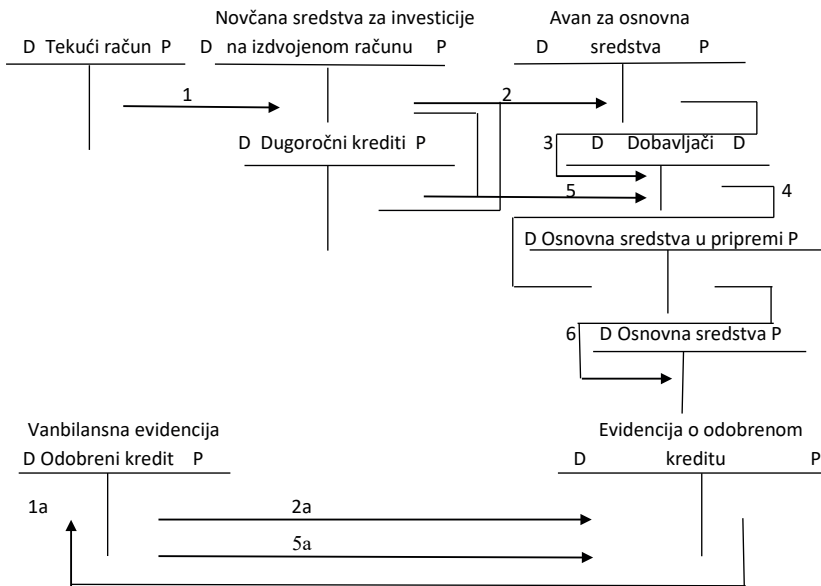 Novčana sredstva za investicije
Avan za osnovna
D Tekući račun P
D na izdvojenom računu P
D sredstva P
1
2
D Dugoročni krediti P
3
D Dobavljači D
5
4
D Osnovna sredstva u pripremi P
6
D Osnovna sredstva P
Vanbilansna evidencija
Evidencija o odobrenom
D Odobreni kredit P
D kreditu P
1a
2a
5a